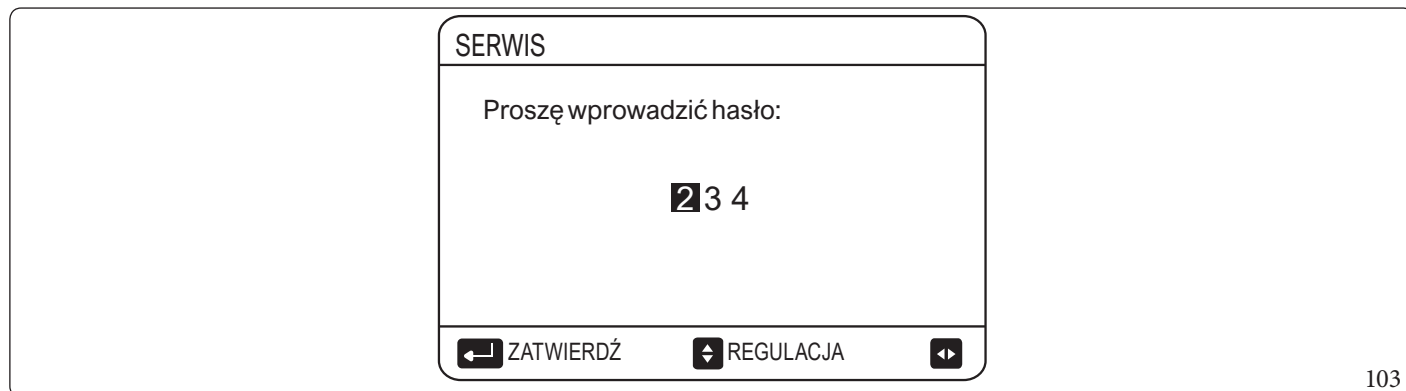 SERWIS
Proszę wprowadzić hasło:
2 3 4
ZATWIERDŹ REGULACJA
103